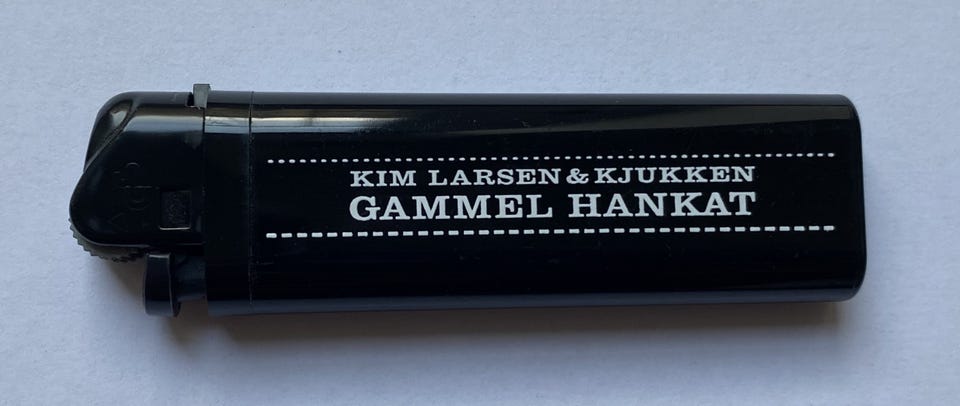 KIM LARSEN & KJUKKEN
GAMMEL HANKAT